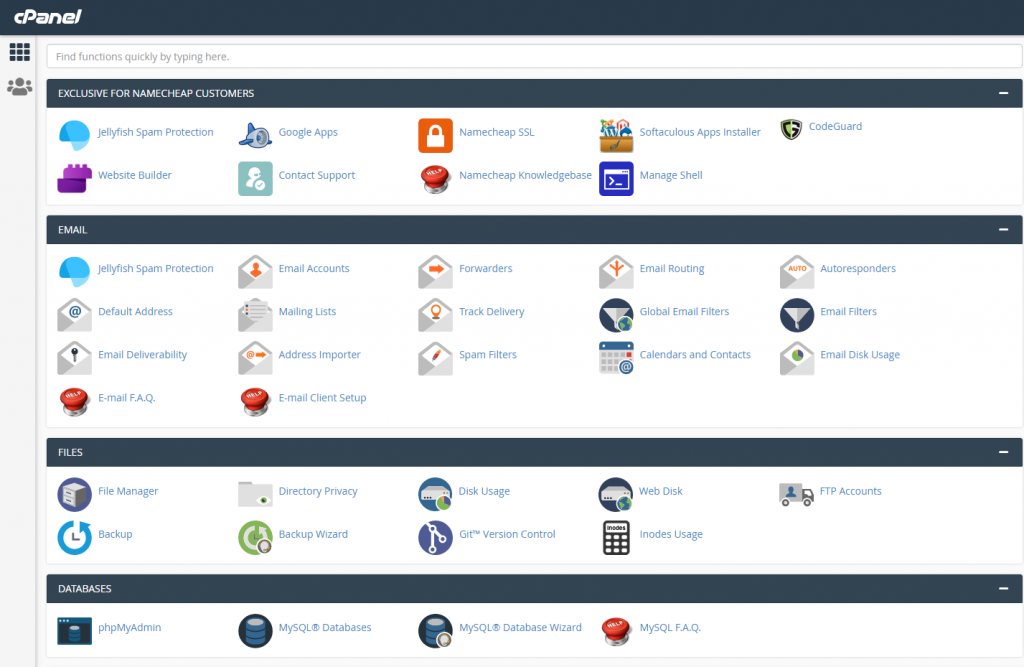 cPanel
Find functions quickly by typing here.
EXCLUSIVE FOR NAMECHEAP CUSTOMERS
Jellyfish Spam Protection
Google Apps
Namecheap SSL
Softaculous Apps Installer
CodeGuard
Website Builder
Contact Support
HELP
Namecheap Knowledgebase
Manage Shell
EMAIL
Jellyfish Spam Protection
Email Accounts
Forwarders
Email Routing
AUTO
Autoresponders
@
Default Address
Mailing Lists
Track Delivery
Global Email Filters
Email Filters
Email Deliverability
@
Address Importer
Spam Filters
@
Calendars and Contacts
Email Disk Usage
HELP
E-mail F.A.Q.
HELP
E-mail Client Setup
FILES
File Manager
Directory Privacy
Disk Usage
Web Disk
FTP Accounts
Backup
Backup Wizard
Git™ Version Control
inodes
Inodes Usage
DATABASES
phpMyAdmin
MySQL® Databases
MySQL® Database Wizard
HELP
MySQL F.A.Q.